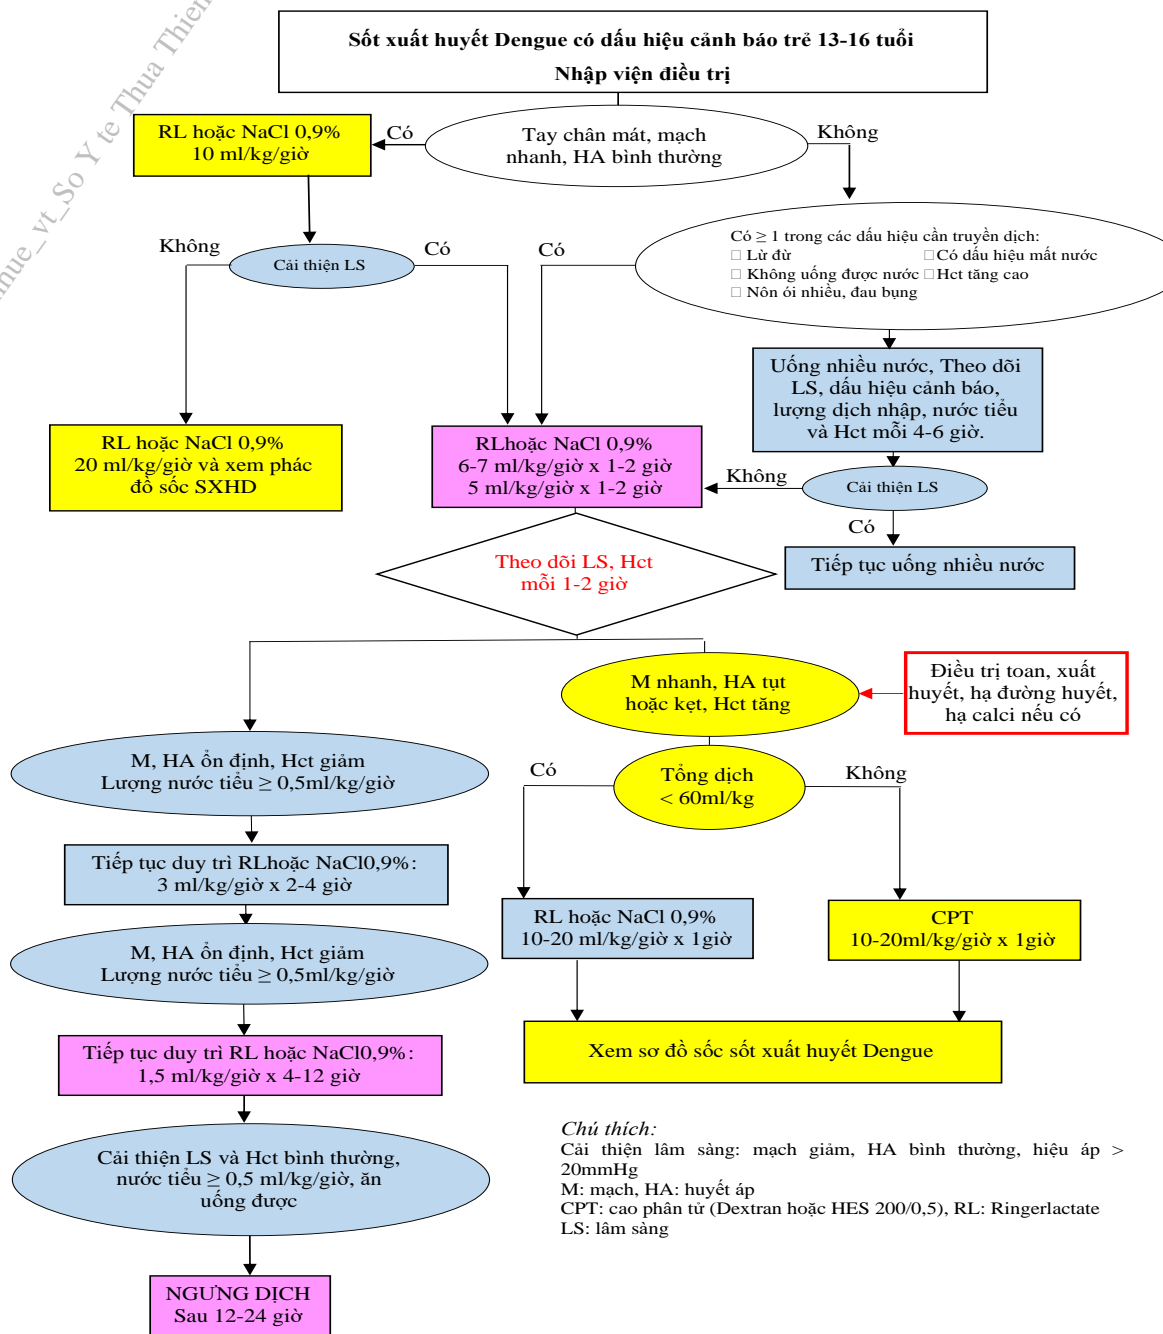 hue_vt_So Y te Thua Thien
Sốt xuất huyết Dengue có dấu hiệu cảnh báo trẻ 13-16 tuổi
Nhập viện điều trị
RL hoặc NaCl 0,9%
10 ml/kg/giờ
Có
Tay chân mát, mạch
nhanh, HA bình thường
Không
Có ≥ 1 trong các dấu hiệu cần truyền dịch:
□ Lừ đừ □ Có dấu hiệu mất nước
□ Không uống được nước □ Hct tăng cao
□ Nôn ói nhiều, đau bụng
Không
Cải thiện LS
Có
Có
Uống nhiều nước, Theo dõi
LS, dấu hiệu cảnh báo,
lượng dịch nhập, nước tiểu
và Hct mỗi 4-6 giờ.
RL hoặc NaCl 0,9%
20 ml/kg/giờ và xem phác
đồ sốc SXHD
RLhoặc NaCl 0,9%
6-7 ml/kg/giờ x 1-2 giờ
5 ml/kg/giờ x 1-2 giờ
Không
Cải thiện LS
Có
Tiếp tục uống nhiều nước
Theo dõi LS, Hct
mỗi 1-2 giờ
M nhanh, HA tụt
hoặc kẹt, Hct tăng
Điều trị toan, xuất
huyết, hạ đường huyết,
hạ calci nếu có
M, HA ổn định, Hct giảm
Lượng nước tiểu ≥ 0,5ml/kg/giờ
Có
Tổng dịch
< 60ml/kg
Không
Tiếp tục duy trì RLhoặc NaCl0,9%:
3 ml/kg/giờ x 2-4 giờ
RL hoặc NaCl 0,9%
10-20 ml/kg/giờ x 1giờ
CPT
10-20ml/kg/giờ x 1giờ
M, HA ổn định, Hct giảm
Lượng nước tiểu ≥ 0,5ml/kg/giờ
Tiếp tục duy trì RL hoặc NaCl0,9%:
1,5 ml/kg/giờ x 4-12 giờ
Xem sơ đồ sốc sốt xuất huyết Dengue
Cải thiện LS và Hct bình thường,
nước tiểu ≥ 0,5 ml/kg/giờ, ăn
uống được
Chú thích:
Cải thiện lâm sàng: mạch giảm, HA bình thường, hiệu áp >
20mmHg
M: mạch, HA: huyết áp
CPT: cao phân tử (Dextran hoặc HES 200/0,5), RL: Ringerlactate
LS: lâm sàng
NGƯNG DỊCH
Sau 12-24 giờ